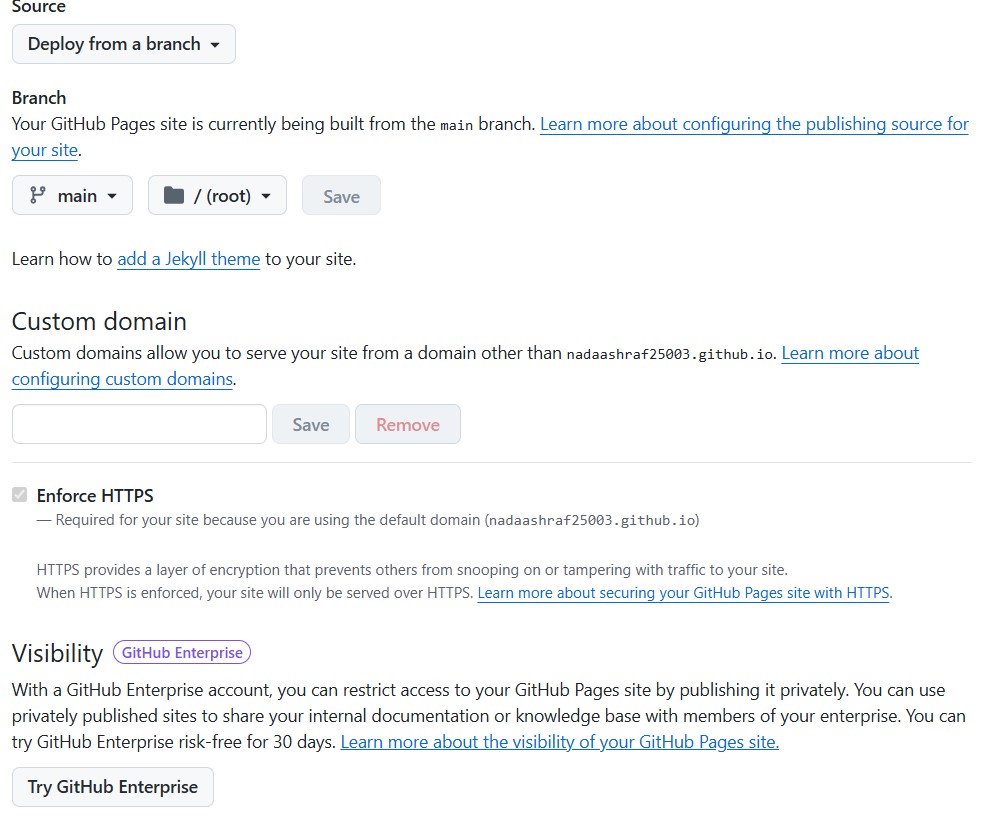 Source
Deploy from a branch
Branch
Your GitHub Pages site is currently being built from the main branch. Learn more about configuring the publishing source for
your site.
main / (root) Save
Learn how to add a Jekyll theme to your site.
Custom domain
Custom domains allow you to serve your site from a domain other than nadaashraf25003.github.io. Learn more about
configuring custom domains.
Save Remove
Enforce HTTPS
— Required for your site because you are using the default domain (nadaashraf25003.github.io)
HTTPS provides a layer of encryption that prevents others from snooping on or tampering with traffic to your site.
When HTTPS is enforced, your site will only be served over HTTPS. Learn more about securing your GitHub Pages site with HTTPS.
Visibility GitHub Enterprise
With a GitHub Enterprise account, you can restrict access to your GitHub Pages site by publishing it privately. You can use
privately published sites to share your internal documentation or knowledge base with members of your enterprise. You can
try GitHub Enterprise risk-free for 30 days. Learn more about the visibility of your GitHub Pages site.
Try GitHub Enterprise